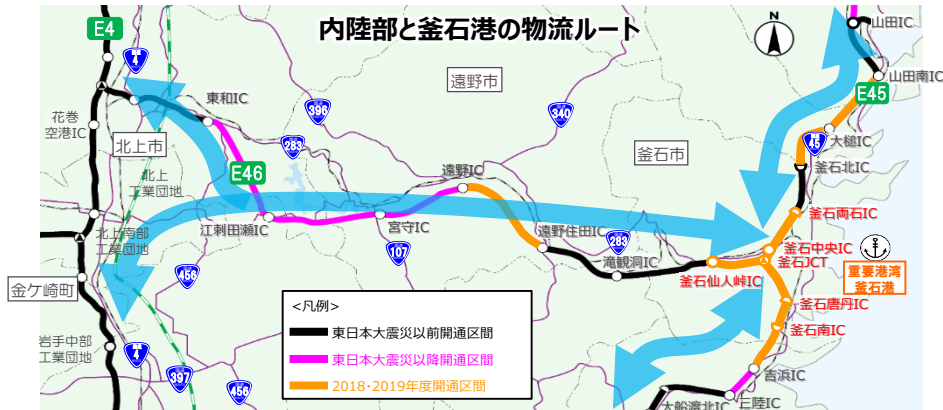 内陸部と釜石港の物流ルート
N
E4
4
山田IC
山田南IC
E45
遠野市
東和IC
396
340
花巻
空港IC
北上市
283
45
大槌IC
釜石市
釜石北IC
E46
遠野IC
北上
工業団地
釜石両石IC
江刺田瀬IC
宮守IC
遠野住田IC
283
北上南部
工業団地
107
釜石中央IC
釜石JCT
滝観洞IC
456
釜石仙人峠IC
重要港湾
釜石港
金ケ崎町
釜石唐丹IC
<凡例>
東日本大震災以前開通区間
東日本大震災以降開通区間
2018・2019年度開通区間
釜石南IC
岩手中部
工業団地
4
397
456
吉浜IC
三陸IC
大船渡北IC